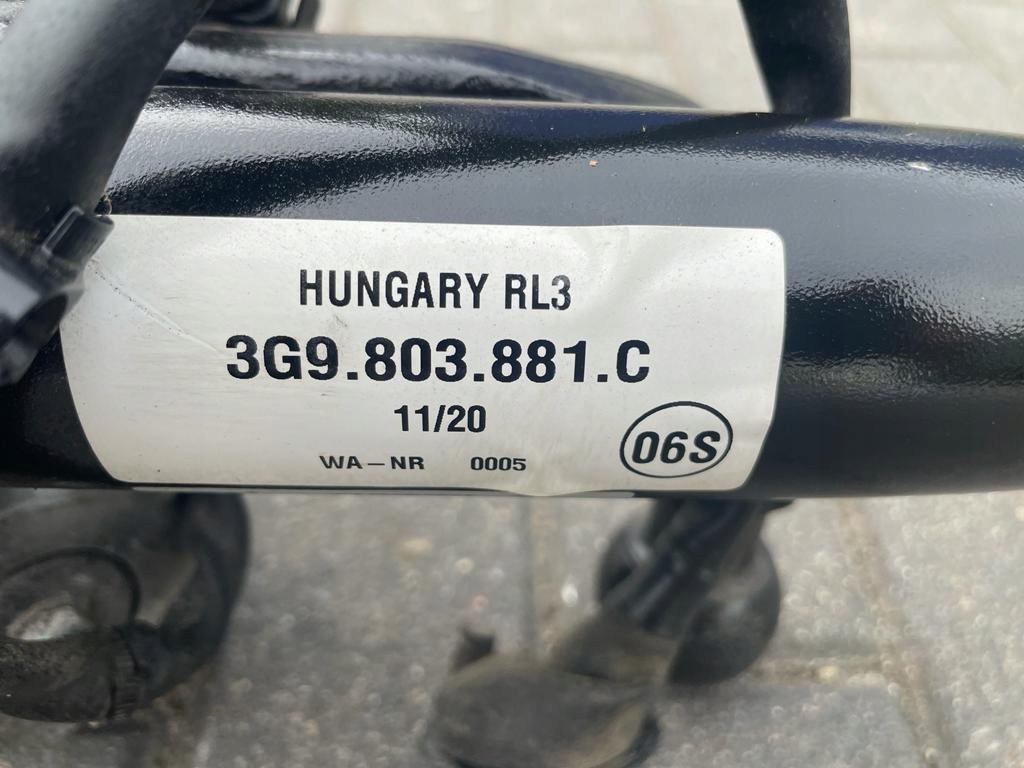 HUNGARY RL3
3G9.803.881.C
11/20
WA-NR 0005
06S